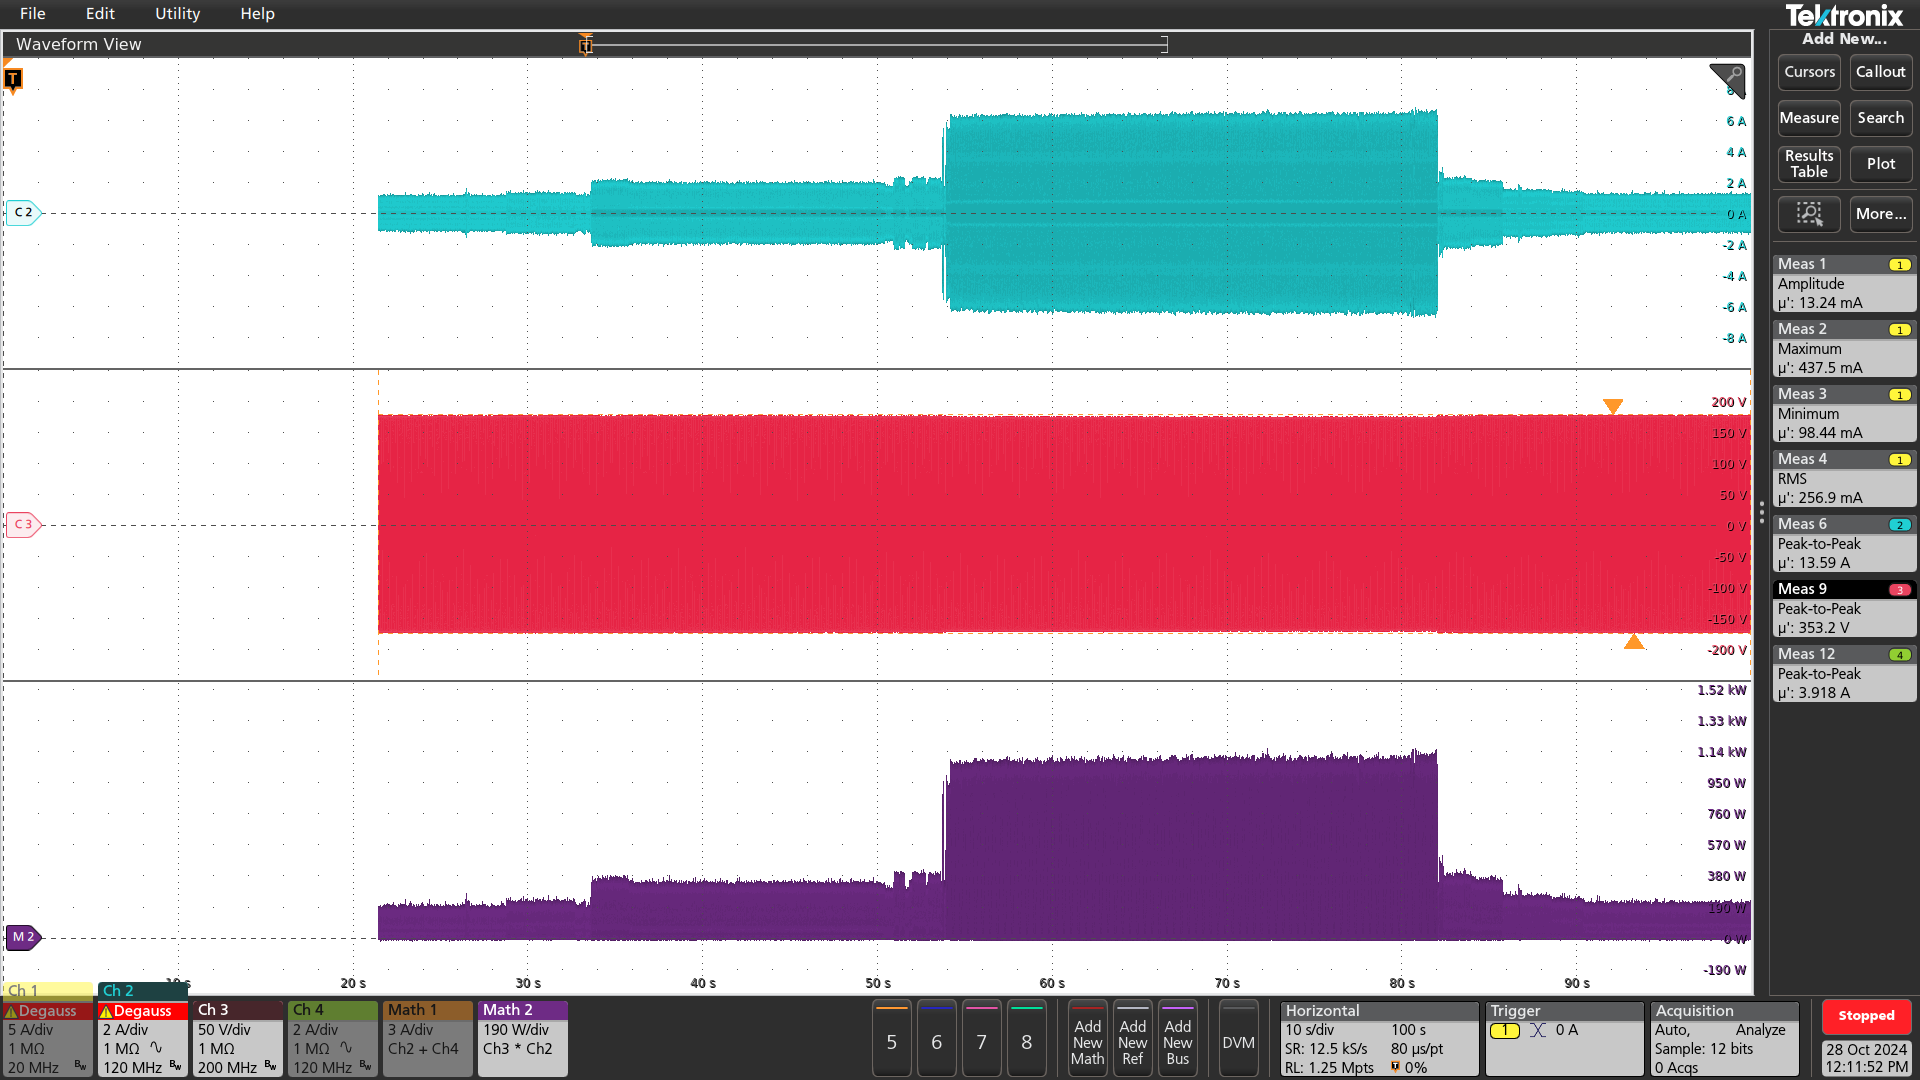 File Edit Utility Help
Tektronix
Waveform View
Add New...
T
T
Cursors Callout
Measure Search
Results Table Plot
More...
C 2
8
6 A
4 A
2 A
0 A
-2 A
-4 A
-6 A
-8 A
C 3
200 V
150 V
100 V
50 V
0 V
-50 V
-100 V
-150 V
-200 V
M 2
1.52 kW
1.33 kW
1.14 kW
950 W
760 W
570 W
380 W
190 W
0 W
-190 W
20 s 30 s 40 s 50 s 60 s 70 s 80 s 90 s
Meas 1 1
Amplitude
µ': 13.24 mA
Meas 2 1
Maximum
µ': 437.5 mA
Meas 3 1
Minimum
µ': 98.44 mA
Meas 4 1
RMS
µ': 256.9 mA
Meas 6 2
Peak-to-Peak
µ': 13.59 A
Meas 9 3
Peak-to-Peak
µ': 353.2 V
Meas 12 4
Peak-to-Peak
µ': 3.918 A
Ch 1
Degauss
5 A/div
1 MΩ
20 MHz Bw
Ch 2
Degauss
2 A/div
1 MΩ
120 MHz Bw
Ch 3
50 V/div
1 MΩ
200 MHz Bw
Ch 4
2 A/div
1 MΩ
120 MHz Bw
Math 1
3 A/div
Ch2 + Ch4
Math 2
190 W/div
Ch3 * Ch2
5 6 7 8
Add New Math
Add New Ref
Add New Bus
DVM
Horizontal
10 s/div 100 s
SR: 12.5 kS/s 80 µs/pt
RL: 1.25 Mpts 0%
Trigger
1 0 A
Acquisition
Auto, Analyze
Sample: 12 bits
0 Acqs
Stopped
28 Oct 2024
12:11:52 PM